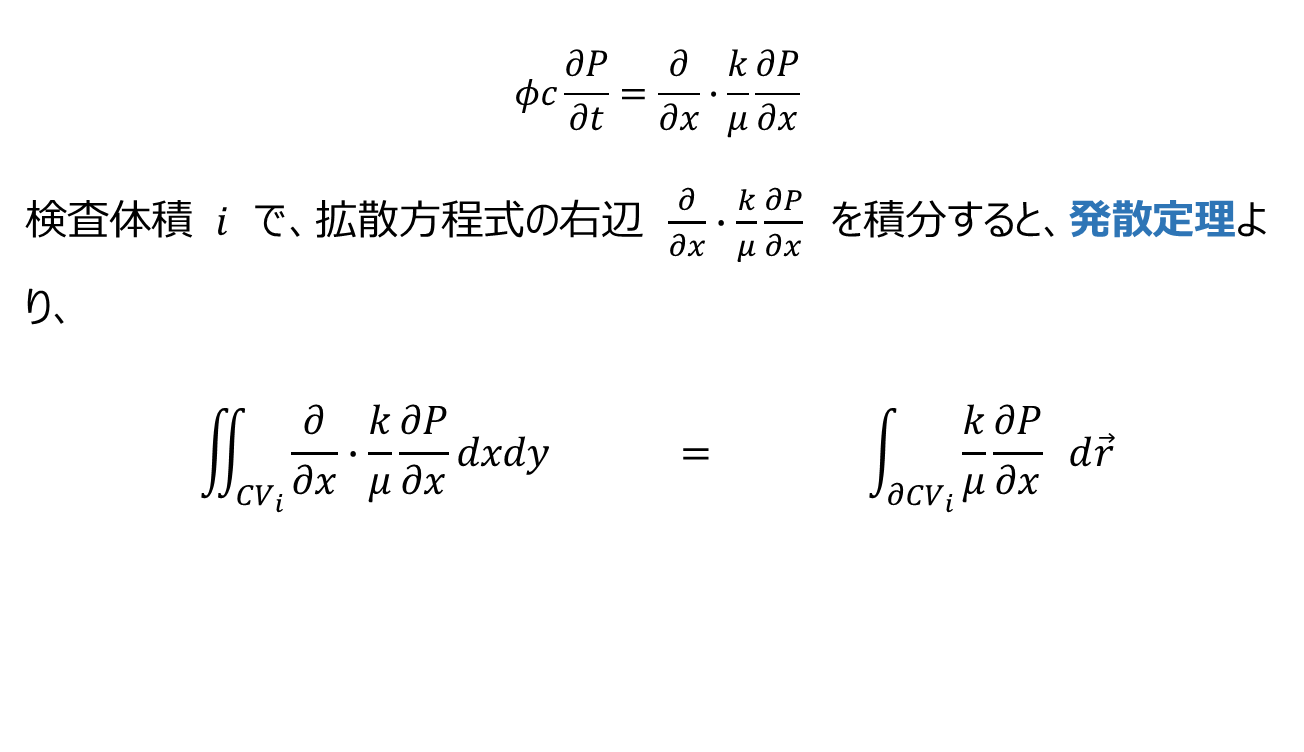 ϕc ∂P/∂t = ∂/∂x · k/μ ∂P/∂x
検査体積 i で、拡散方程式の右辺 ∂/∂x · k/μ ∂P/∂x を積分すると、発散定理よ
り、
∬_{CV_i} ∂/∂x · k/μ ∂P/∂x dxdy = ∫_{∂CV_i} k/μ ∂P/∂x dr⃗